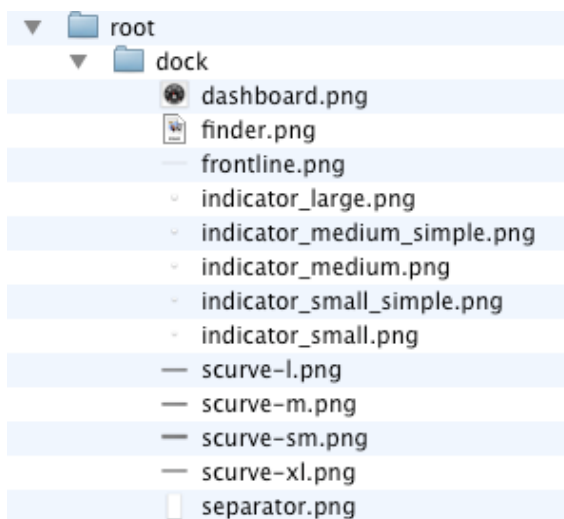 root
dock
dashboard.png
finder.png
frontline.png
indicator_large.png
indicator_medium_simple.png
indicator_medium.png
indicator_small_simple.png
indicator_small.png
scurve-l.png
scurve-m.png
scurve-sm.png
scurve-xl.png
separator.png